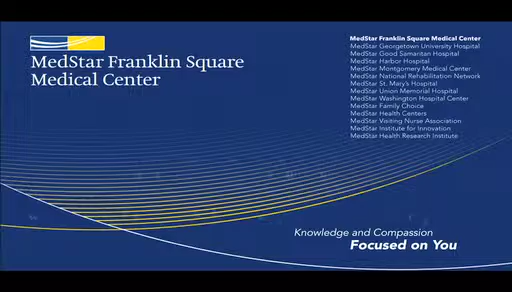 MedStar Franklin Square
Medical Center
MedStar Franklin Square Medical Center
MedStar Georgetown University Hospital
MedStar Good Samaritan Hospital
MedStar Harbor Hospital
MedStar Montgomery Medical Center
MedStar National Rehabilitation Network
MedStar St. Mary's Hospital
MedStar Union Memorial Hospital
MedStar Washington Hospital Center
MedStar Family Choice
MedStar Health Centers
MedStar Visiting Nurse Association
MedStar Institute for Innovation
MedStar Health Research Institute
Knowledge and Compassion
Focused on You